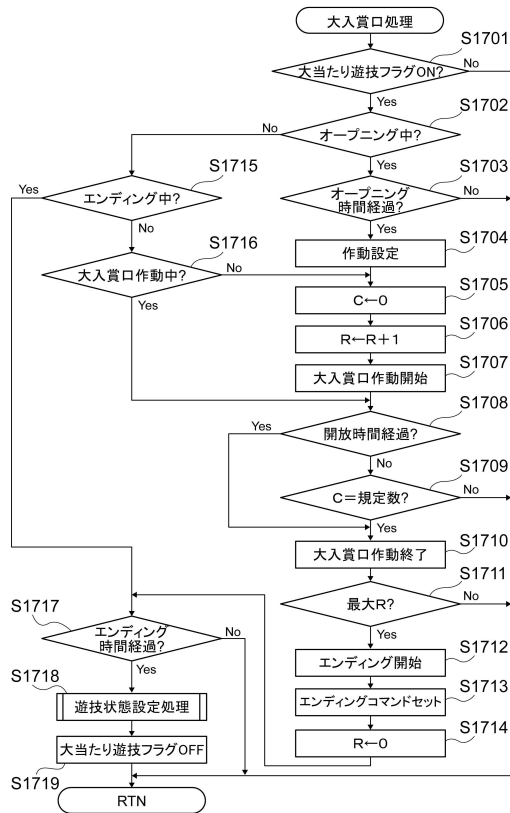 大入賞口処理
S1701
大当たり遊技フラグON?
No
Yes
S1702
オープニング中?
No
Yes
S1703
オープニング
時間経過?
No
Yes
S1704
作動設定
S1715
エンディング中?
Yes
No
S1716
大入賞口作動中?
No
Yes
S1705
C←0
S1706
R←R+1
S1707
大入賞口作動開始
S1708
開放時間経過?
Yes
No
S1709
C=規定数?
No
Yes
S1710
大入賞口作動終了
S1711
最大R?
No
Yes
S1712
エンディング開始
S1713
エンディングコマンドセット
S1714
R←0
S1717
エンディング
時間経過?
No
Yes
S1718
遊技状態設定処理
大当たり遊技フラグOFF
S1719
RTN